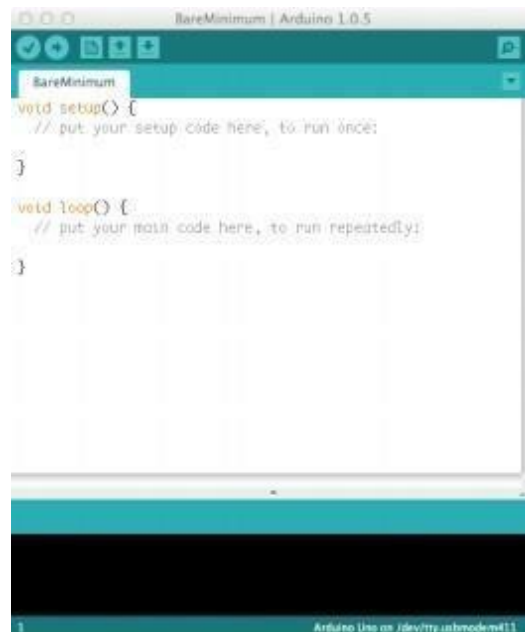 BareMinimum | Arduino 1.0.5
BareMinimum
void setup() {
// put your setup code here, to run once:
}
void loop() {
// put your main code here, to run repeatedly:
}
1
Arduino Uno on /dev/tty.usbmodem411